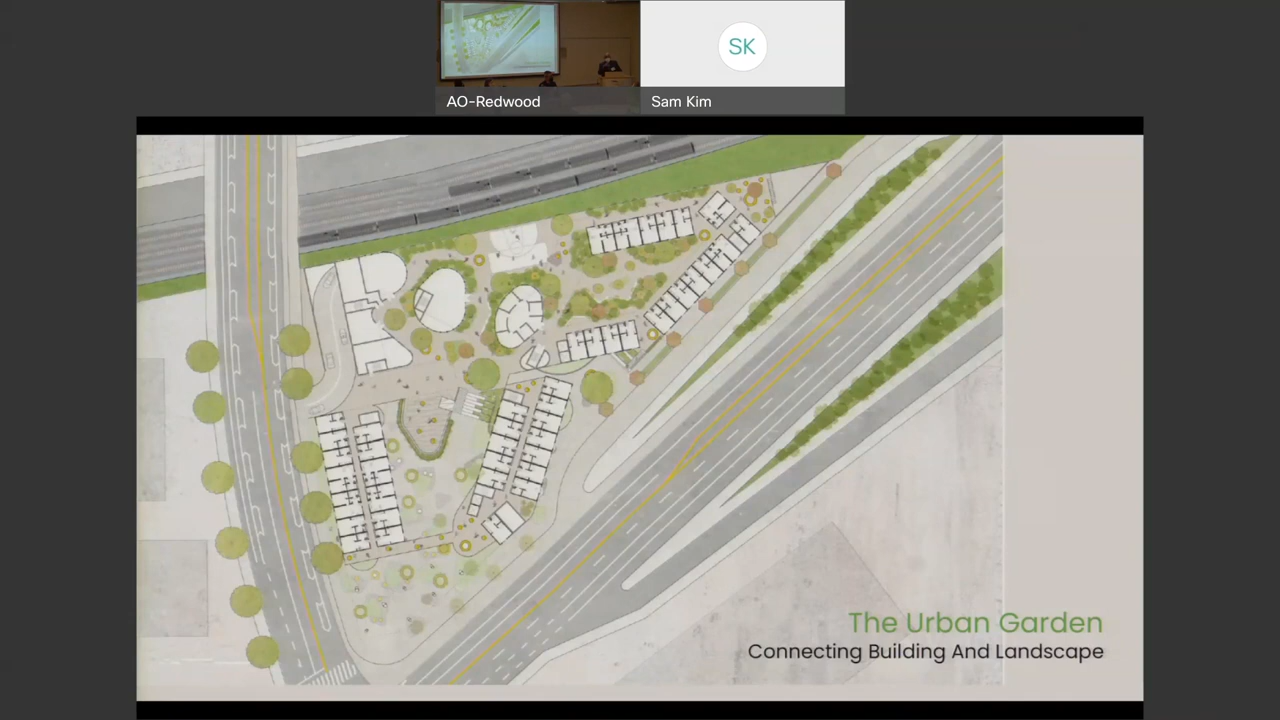 SK
AO-Redwood
Sam Kim
The Urban Garden
Connecting Building And Landscape